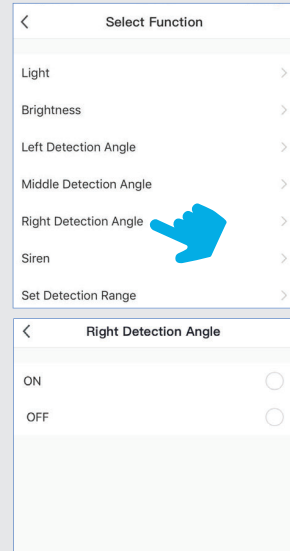 Select Function
Light
Brightness
Left Detection Angle
Middle Detection Angle
Right Detection Angle
Siren
Set Detection Range
Right Detection Angle
ON
OFF